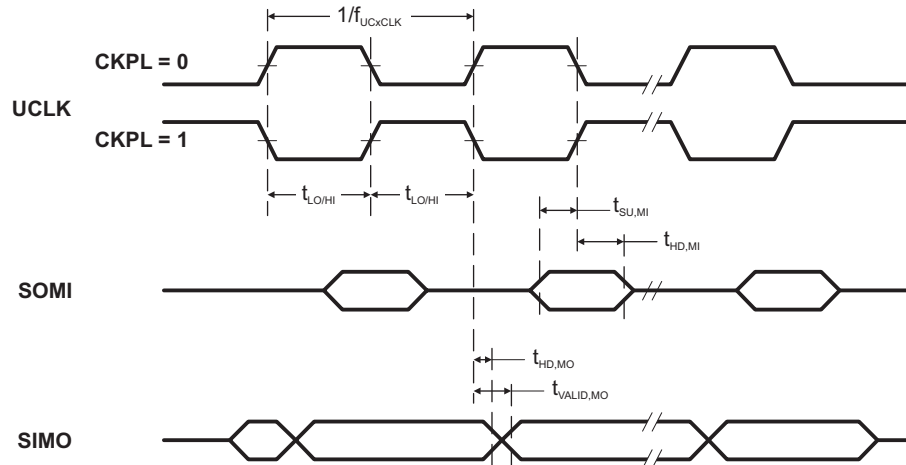 1/fUCxCLK
CKPL = 0
UCLK
CKPL = 1
tLO/HI tLO/HI
tSU,MI
tHD,MI
SOMI
tHD,MO
tVALID,MO
SIMO